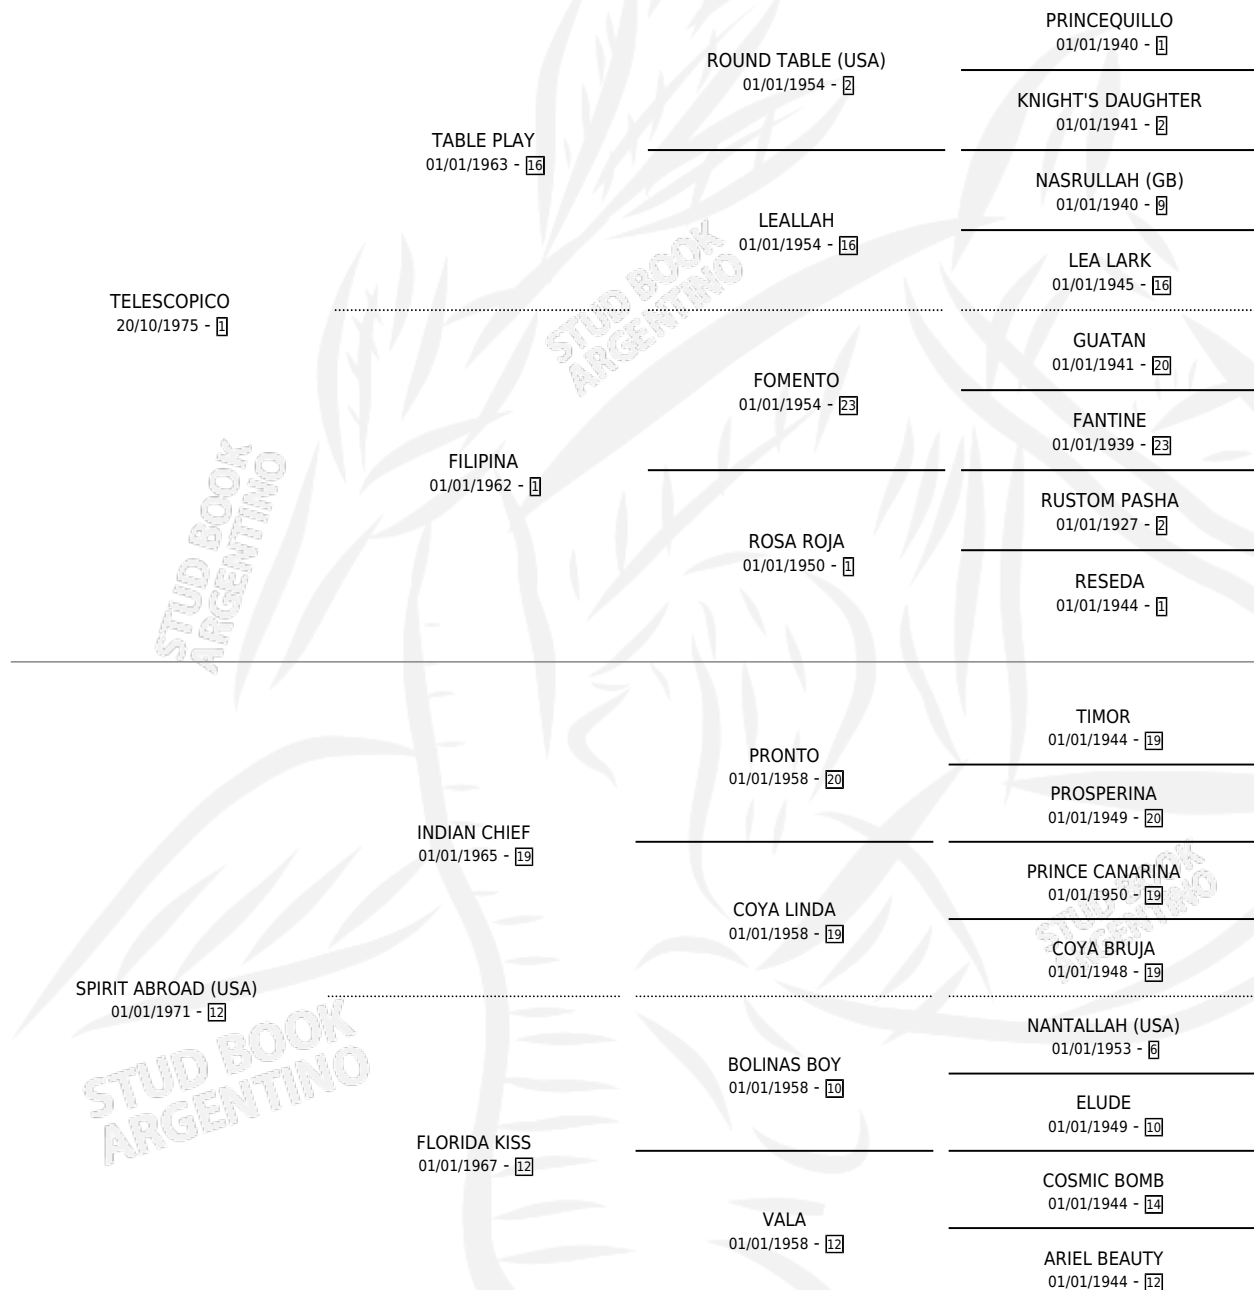 PRINCEQUILLO
01/01/1940 - 1
ROUND TABLE (USA)
01/01/1954 - 2
KNIGHT'S DAUGHTER
01/01/1941 - 2
TABLE PLAY
01/01/1963 - 16
NASRULLAH (GB)
01/01/1940 - 9
LEALLAH
01/01/1954 - 16
LEA LARK
01/01/1945 - 16
TELESCOPICO
20/10/1975 - 1
STUD BOOK
ARGENTINO
GUATAN
01/01/1941 - 20
FOMENTO
01/01/1954 - 23
FANTINE
01/01/1939 - 23
FILIPINA
01/01/1962 - 1
STUD BOOK
ARGENTINO
RUSTOM PASHA
01/01/1927 - 2
ROSA ROJA
01/01/1950 - 1
RESEDA
01/01/1944 - 1
TIMOR
01/01/1944 - 19
PRONTO
01/01/1958 - 20
PROSPERINA
01/01/1949 - 20
INDIAN CHIEF
01/01/1965 - 19
PRINCE CANARINA
01/01/1950 - 19
STUD BOOK
ARGENTINO
COYA LINDA
01/01/1958 - 19
COYA BRUJA
01/01/1948 - 19
SPIRIT ABROAD (USA)
01/01/1971 - 12
STUD BOOK
ARGENTINO
NANTALLAH (USA)
01/01/1953 - 6
BOLINAS BOY
01/01/1958 - 10
ELUDE
01/01/1949 - 10
FLORIDA KISS
01/01/1967 - 12
COSMIC BOMB
01/01/1944 - 14
VALA
01/01/1958 - 12
ARIEL BEAUTY
01/01/1944 - 12